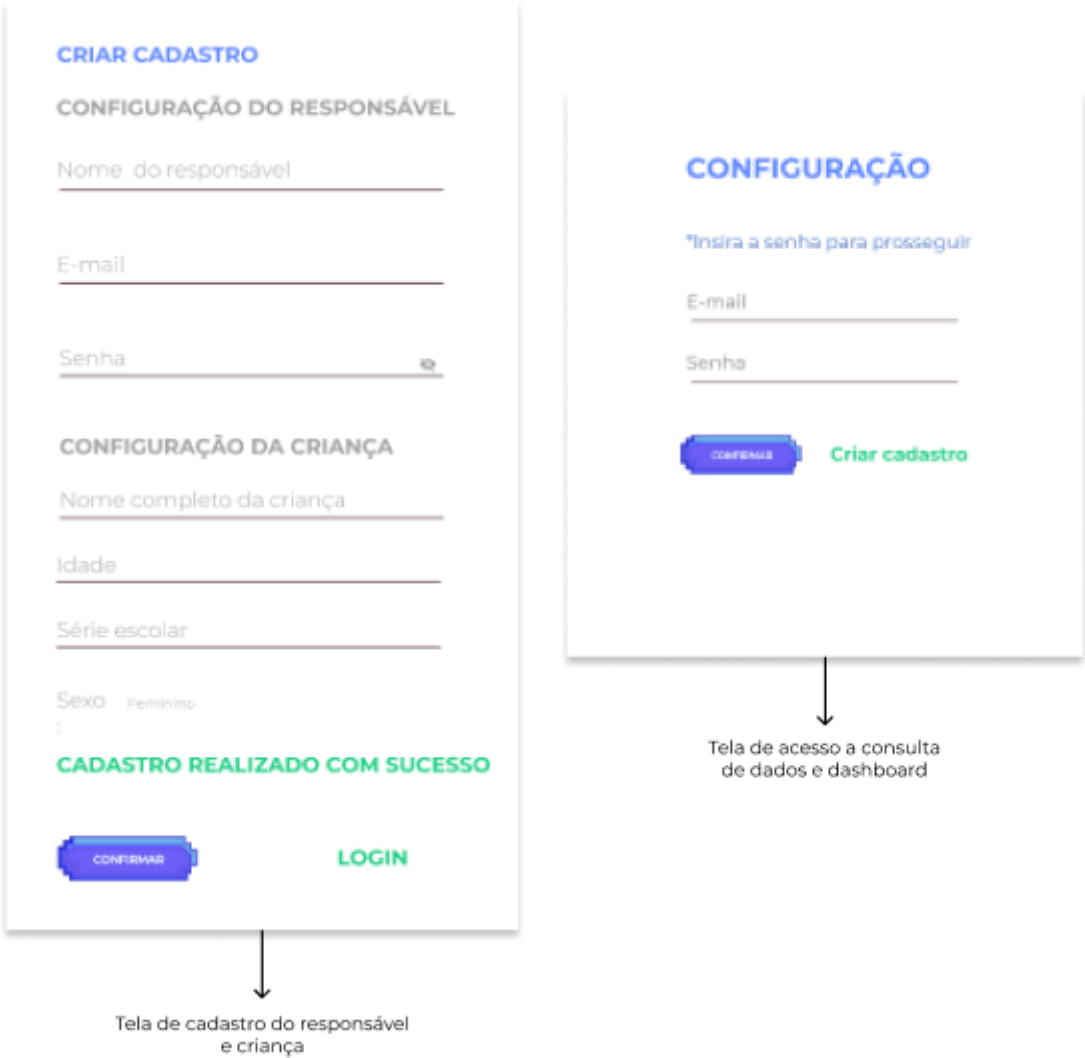 CRIAR CADASTRO
CONFIGURAÇÃO DO RESPONSÁVEL
Nome do responsável
E-mail
Senha
CONFIGURAÇÃO DA CRIANÇA
Nome completo da criança
Idade
Série escolar
Sexo Feminino
:
CADASTRO REALIZADO COM SUCESSO
CONFIRMAR
LOGIN
Tela de cadastro do responsável
e criança
CONFIGURAÇÃO
*Insira a senha para prosseguir
E-mail
Senha
CONFIRMAR
Criar cadastro
Tela de acesso a consulta
de dados e dashboard